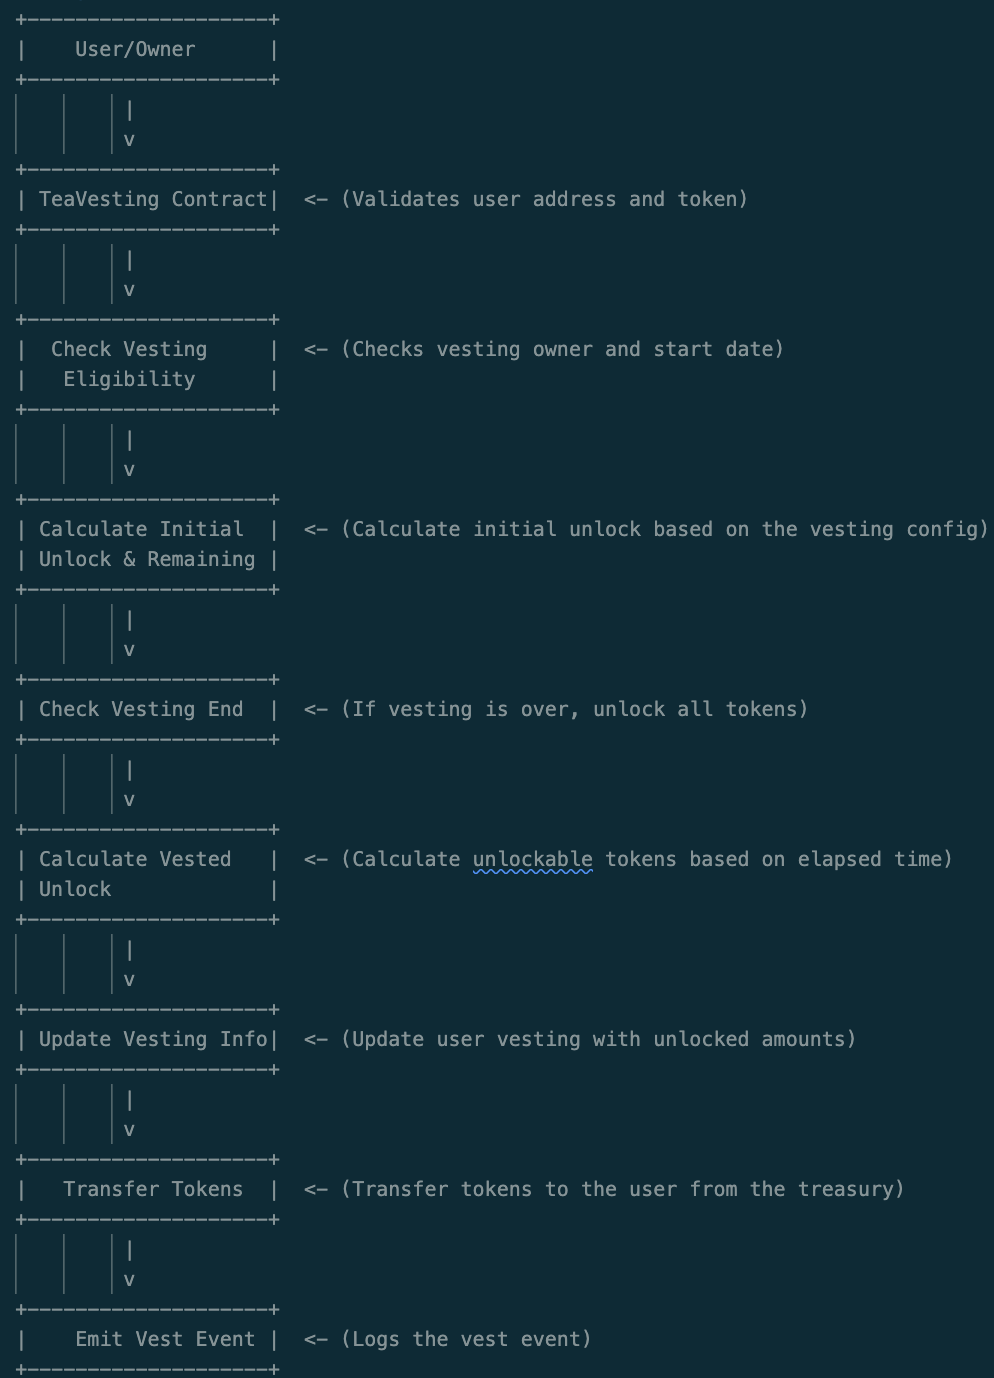 +--------------------+
|    User/Owner      |
+--------------------+
|
v
+--------------------+
| TeaVesting Contract|  <- (Validates user address and token)
+--------------------+
|
v
+--------------------+
|  Check Vesting     |  <- (Checks vesting owner and start date)
|   Eligibility      |
+--------------------+
|
v
+--------------------+
| Calculate Initial  |  <- (Calculate initial unlock based on the vesting config)
| Unlock & Remaining |
+--------------------+
|
v
+--------------------+
| Check Vesting End  |  <- (If vesting is over, unlock all tokens)
+--------------------+
|
v
+--------------------+
| Calculate Vested   |  <- (Calculate unlockable tokens based on elapsed time)
| Unlock             |
+--------------------+
|
v
+--------------------+
| Update Vesting Info|  <- (Update user vesting with unlocked amounts)
+--------------------+
|
v
+--------------------+
|   Transfer Tokens  |  <- (Transfer tokens to the user from the treasury)
+--------------------+
|
v
+--------------------+
|    Emit Vest Event |  <- (Logs the vest event)
+--------------------+